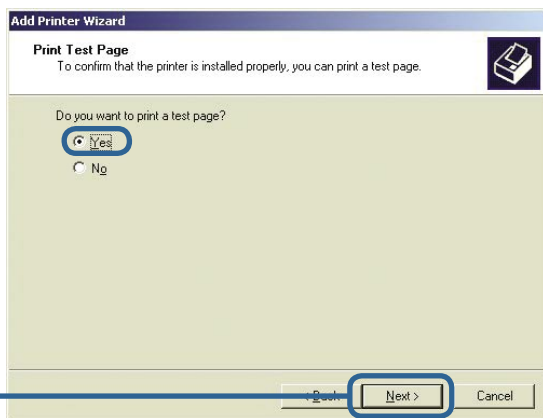 Add Printer Wizard
Print Test Page
To confirm that the printer is installed properly, you can print a test page.
Do you want to print a test page?
Yes
No
< Back Next > Cancel